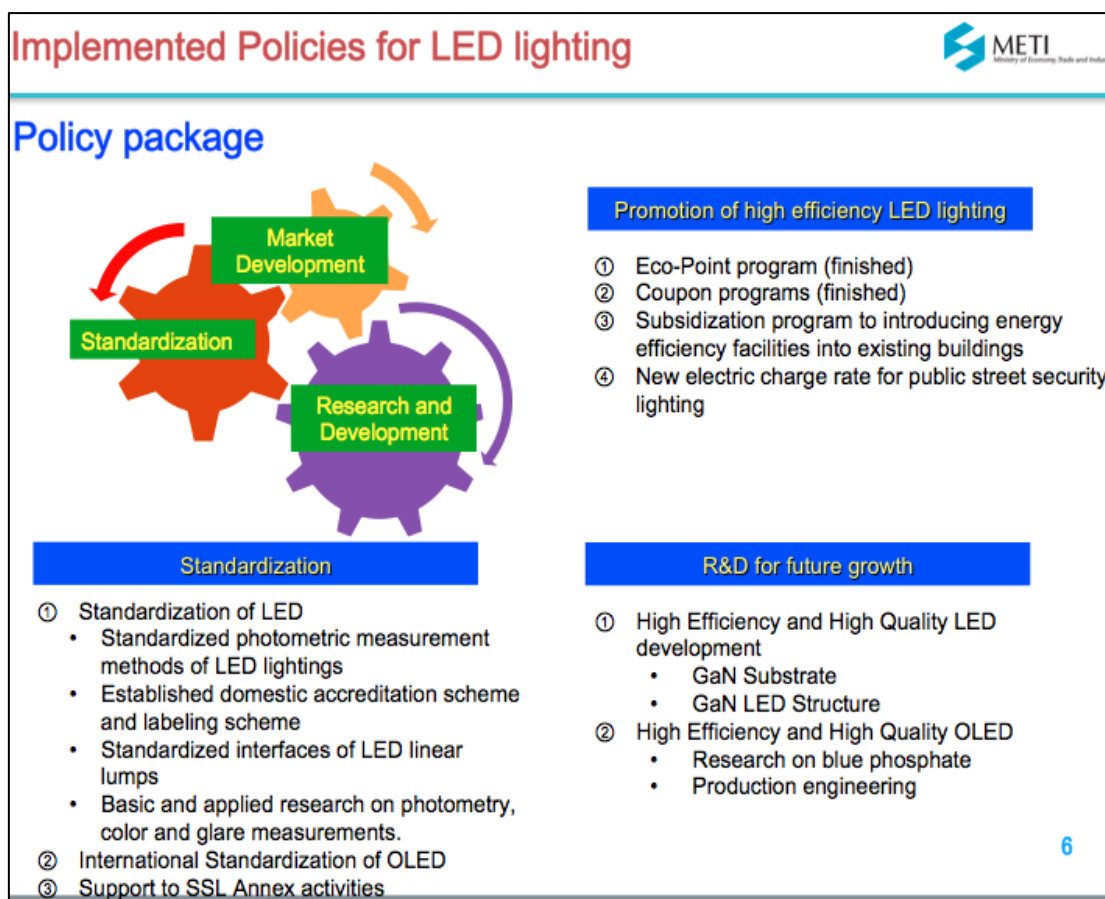 Implemented Policies for LED lighting
METI
Ministry of Economy, Trade and Indus
Policy package
Market
Development
Standardization
Research and
Development
Promotion of high efficiency LED lighting
① Eco-Point program (finished)
② Coupon programs (finished)
③ Subsidization program to introducing energy
efficiency facilities into existing buildings
④ New electric charge rate for public street security
lighting
Standardization
① Standardization of LED
• Standardized photometric measurement
methods of LED lightings
• Established domestic accreditation scheme
and labeling scheme
• Standardized interfaces of LED linear
lumps
• Basic and applied research on photometry,
color and glare measurements.
② International Standardization of OLED
③ Support to SSL Annex activities
R&D for future growth
① High Efficiency and High Quality LED
development
• GaN Substrate
• GaN LED Structure
② High Efficiency and High Quality OLED
• Research on blue phosphate
• Production engineering
6